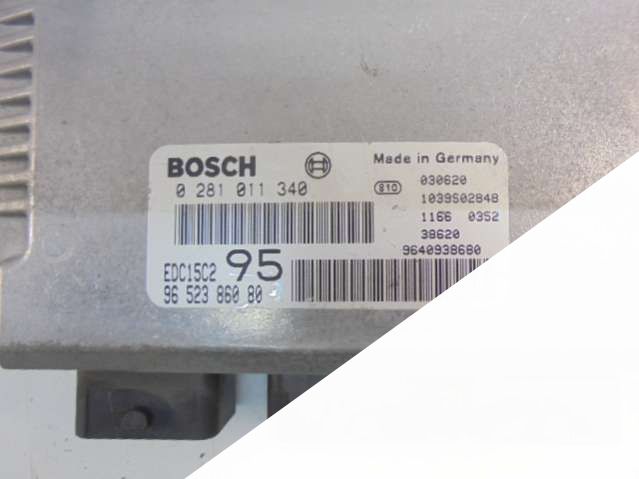 BOSCH
Made in Germany
0 281 011 340
810
030620
1039S02848
1166 0352
38620
9640938680
EDC15C2 95
96 523 860 80